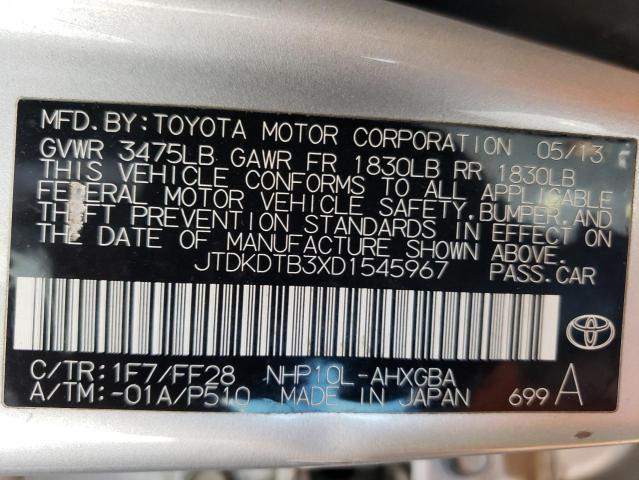 MFD.BY:TOYOTA MOTOR CORPORATION 05/13
GVWR 3475LB GAWR FR 1830LB RR 1830LB
THIS VEHICLE CONFORMS TO ALL APPLICABLE
FEDERAL MOTOR VEHICLE SAFETY,BUMPER,AND
THEFT PREVENTION STANDARDS IN EFFECT ON
THE DATE OF MANUFACTURE SHOWN ABOVE.
JTDKDTB3XD1545967 PASS.CAR
C/TR:1F7/FF28 NHP10L-AHXGBA
A/TM:-01A/P510 MADE IN JAPAN 699 A